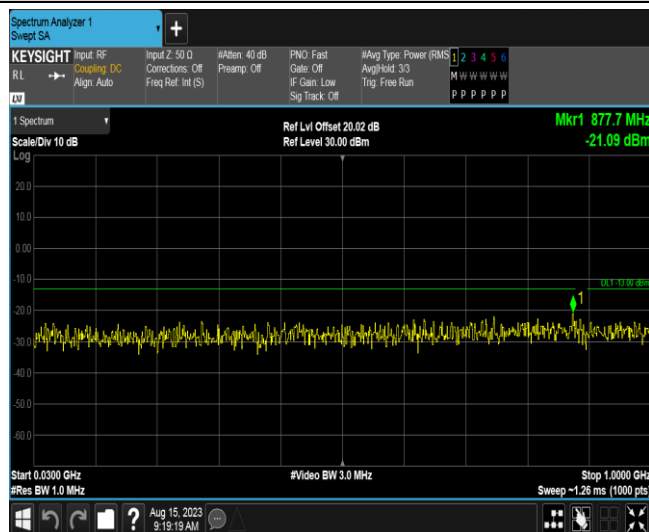 Spectrum Analyzer 1
Swept SA
+
KEYSIGHT
RL
LXI
Input: RF
Coupling: DC
Align: Auto
Input Z: 50 Ω
Corrections: Off
Freq Ref: Int (S)
#Atten: 40 dB
Preamp: Off
PNO: Fast
Gate: Off
IF Gain: Low
Sig Track: Off
#Avg Type: Power (RMS
Avg|Hold: 3/3
Trig: Free Run
1 2 3 4 5 6
M W W W W W
P P P P P P
1 Spectrum
Scale/Div 10 dB
Log
Ref Lvl Offset 20.02 dB
Ref Level 30.00 dBm
Mkr1 877.7 MHz
-21.09 dBm
20.0
10.0
0.00
-10.0
DL1 -13.00 dBm
1
-20.0
-30.0
-40.0
-50.0
-60.0
Start 0.0300 GHz
#Res BW 1.0 MHz
#Video BW 3.0 MHz
Stop 1.0000 GHz
Sweep ~1.26 ms (1000 pts)
?
Aug 15, 2023
9:19:19 AM